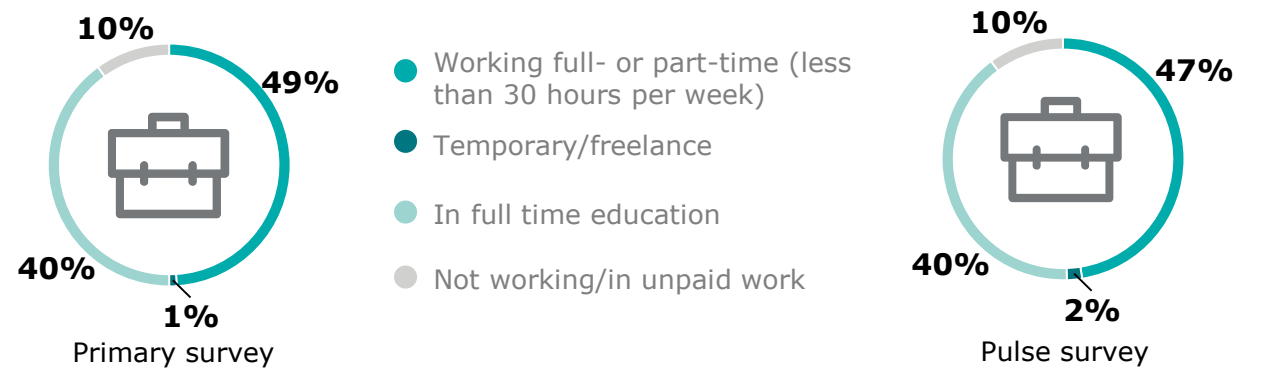 10%
49%
40%
1%
Primary survey
Working full- or part-time (less
than 30 hours per week)
Temporary/freelance
In full time education
Not working/in unpaid work
10%
47%
40%
2%
Pulse survey